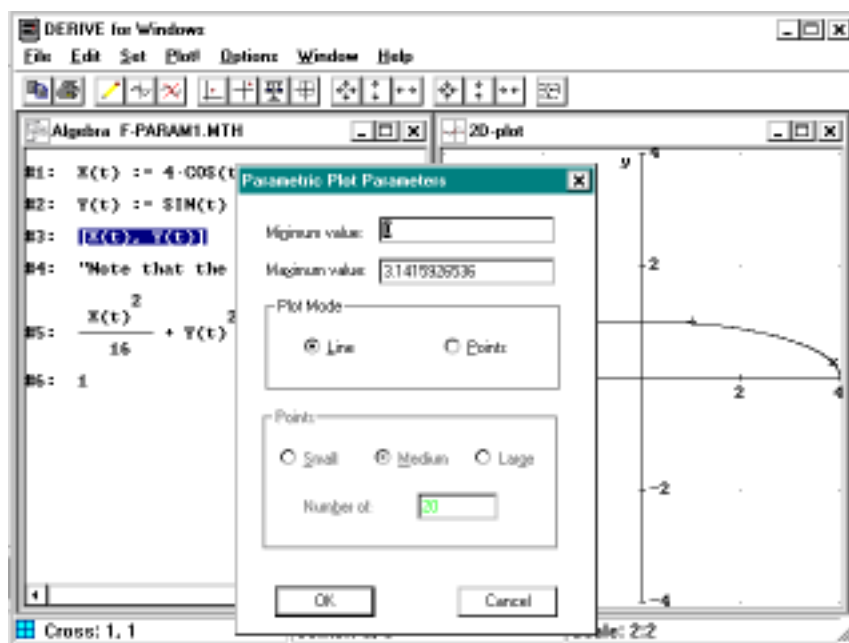 DERIVE for Windows
File Edit Set Plot! Options Window Help
Algebra F-PARAM1.MTH
2D-plot
#1: X(t) := 4·COS(t
#2: Y(t) := SIN(t)
#3: [X(t), Y(t)]
#4: "Note that the
#5: X(t)^2 / 16 + Y(t)^2
#6: 1
Parametric Plot Parameters
Minimum value:
Maximum value: 3.1415926536
Plot Mode
Line Points
Points
Small Medium Large
Number of: 20
OK Cancel
y 4
2
2 4
-2
-4
Cross: 1, 1
Scale: 2:2